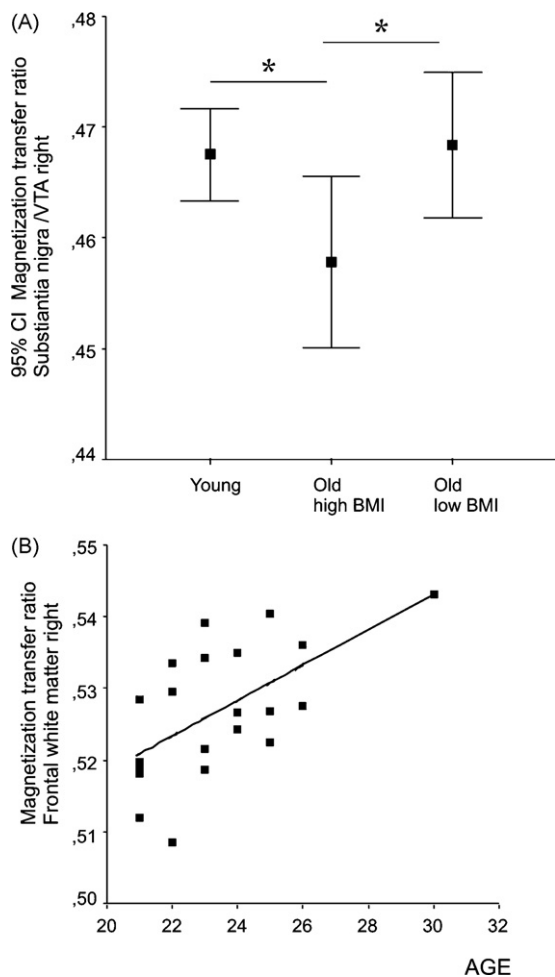 (A)
,48
,47
,46
,45
,44
95% CI Magnetization transfer ratio
Substiantia nigra /VTA right
*
*
Young
Old
high BMI
Old
low BMI
(B)
,55
,54
,53
,52
,51
,50
Magnetization transfer ratio
Frontal white matter right
20 22 24 26 28 30 32
AGE